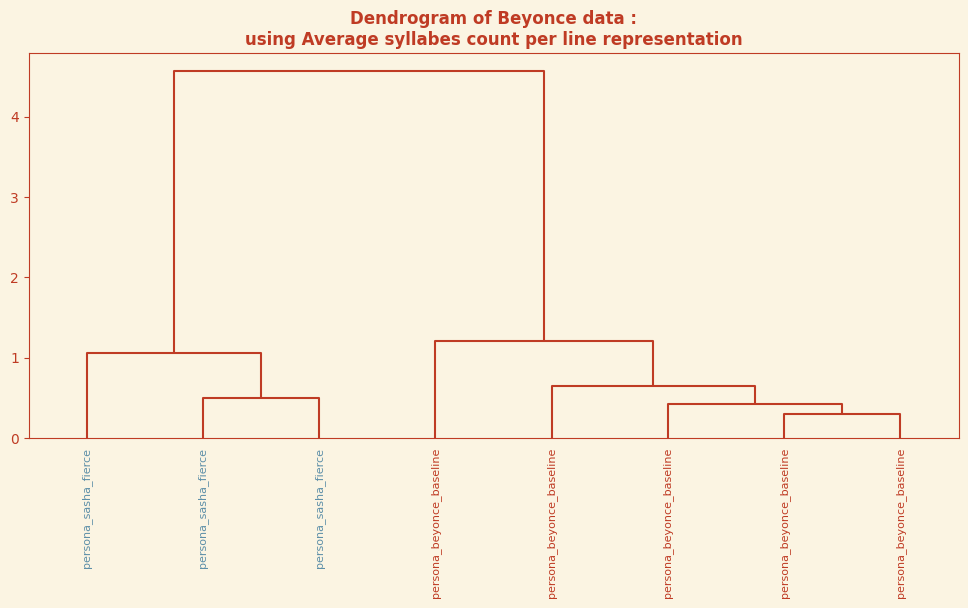 Dendrogram of Beyonce data :
using Average syllabes count per line representation
4
3
2
1
0
persona_sasha_fierce
persona_sasha_fierce
persona_sasha_fierce
persona_beyonce_baseline
persona_beyonce_baseline
persona_beyonce_baseline
persona_beyonce_baseline
persona_beyonce_baseline